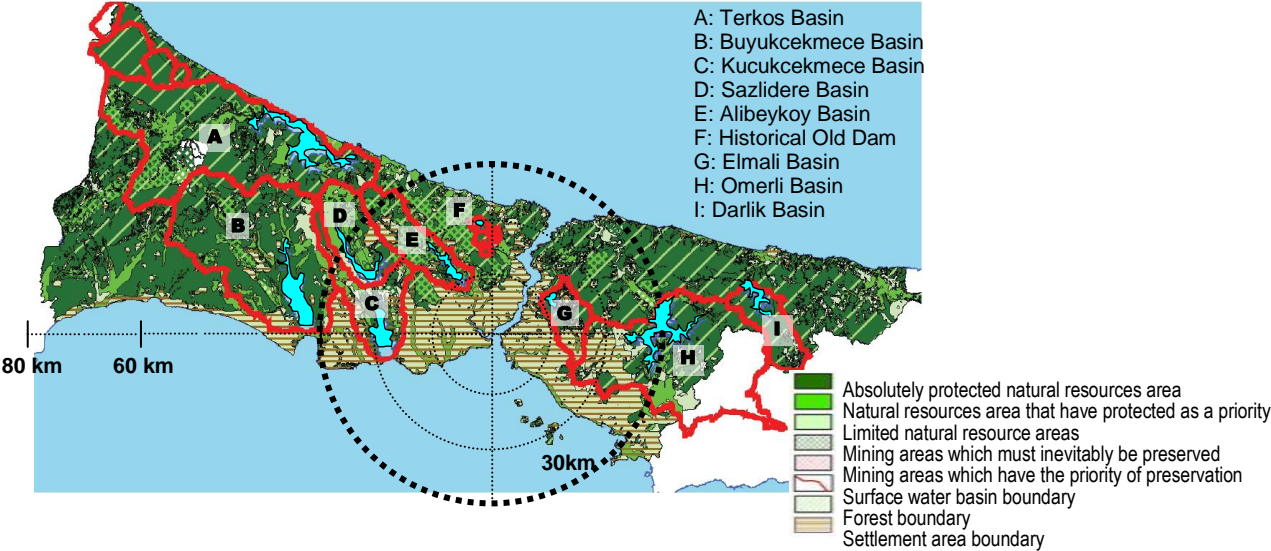 A: Terkos Basin
B: Buyukcekmece Basin
C: Kucukcekmece Basin
D: Sazlidere Basin
E: Alibeykoy Basin
F: Historical Old Dam
G: Elmali Basin
H: Omerli Basin
I: Darlik Basin
A
B
D
F
E
C
G
H
I
80 km
60 km
30km
Absolutely protected natural resources area
Natural resources area that have protected as a priority
Limited natural resource areas
Mining areas which must inevitably be preserved
Mining areas which have the priority of preservation
Surface water basin boundary
Forest boundary
Settlement area boundary